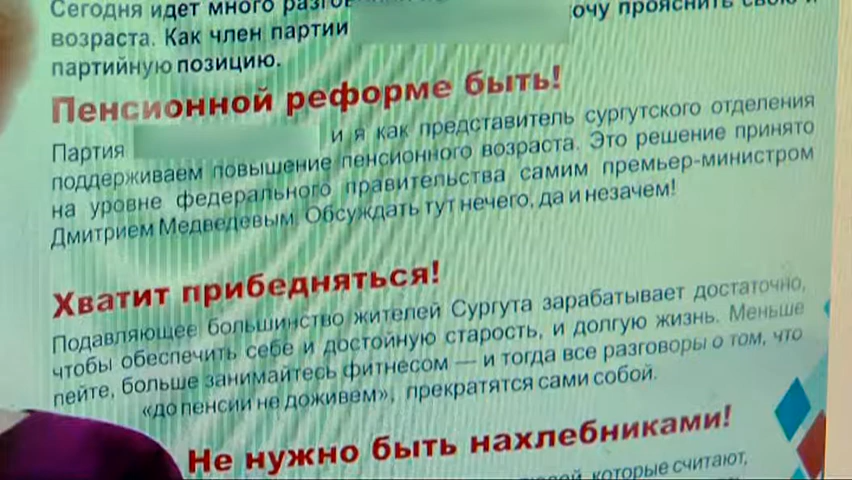 Сегодня идет много
возраста. Как член партии очу прояснить свою и
партийную позицию.
Пенсионной реформе быть!
Партия и я как представитель сургутского отделения
поддерживаем повышение пенсионного возраста. Это решение принято
на уровне федерального правительства самим премьер-министром
Дмитрием Медведевым. Обсуждать тут нечего, да и незачем!
Хватит прибедняться!
Подавляющее большинство жителей Сургута зарабатывает достаточно,
чтобы обеспечить себе и достойную старость, и долгую жизнь. Меньше
пейте, больше занимайтесь фитнесом — и тогда все разговоры о том, что
«до пенсии не доживем», прекратятся сами собой.
Не нужно быть нахлебниками!
которые считают,